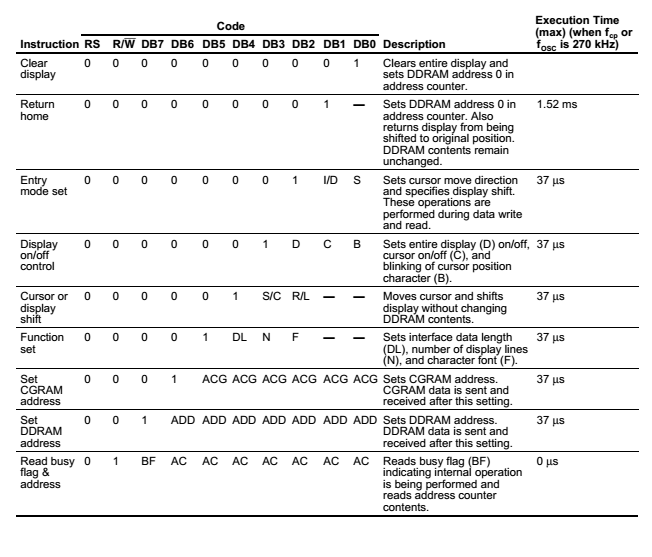 Code
Execution Time
(max) (when fcp or
fosc is 270 kHz)
Instruction RS R/W̅ DB7 DB6 DB5 DB4 DB3 DB2 DB1 DB0 Description
Clear 0 0 0 0 0 0 0 0 0 1 Clears entire display and
display sets DDRAM address 0 in
address counter.
Return 0 0 0 0 0 0 0 0 1 — Sets DDRAM address 0 in 1.52 ms
home address counter. Also
returns display from being
shifted to original position.
DDRAM contents remain
unchanged.
Entry 0 0 0 0 0 0 0 1 I/D S Sets cursor move direction 37 µs
mode set and specifies display shift.
These operations are
performed during data write
and read.
Display 0 0 0 0 0 0 1 D C B Sets entire display (D) on/off, 37 µs
on/off cursor on/off (C), and
control blinking of cursor position
character (B).
Cursor or 0 0 0 0 0 1 S/C R/L — — Moves cursor and shifts 37 µs
display display without changing
shift DDRAM contents.
Function 0 0 0 0 1 DL N F — — Sets interface data length 37 µs
set (DL), number of display lines
(N), and character font (F).
Set 0 0 0 1 ACG ACG ACG ACG ACG ACG Sets CGRAM address. 37 µs
CGRAM CGRAM data is sent and
address received after this setting.
Set 0 0 1 ADD ADD ADD ADD ADD ADD ADD Sets DDRAM address. 37 µs
DDRAM DDRAM data is sent and
address received after this setting.
Read busy 0 1 BF AC AC AC AC AC AC AC Reads busy flag (BF) 0 µs
flag & indicating internal operation
address is being performed and
reads address counter
contents.